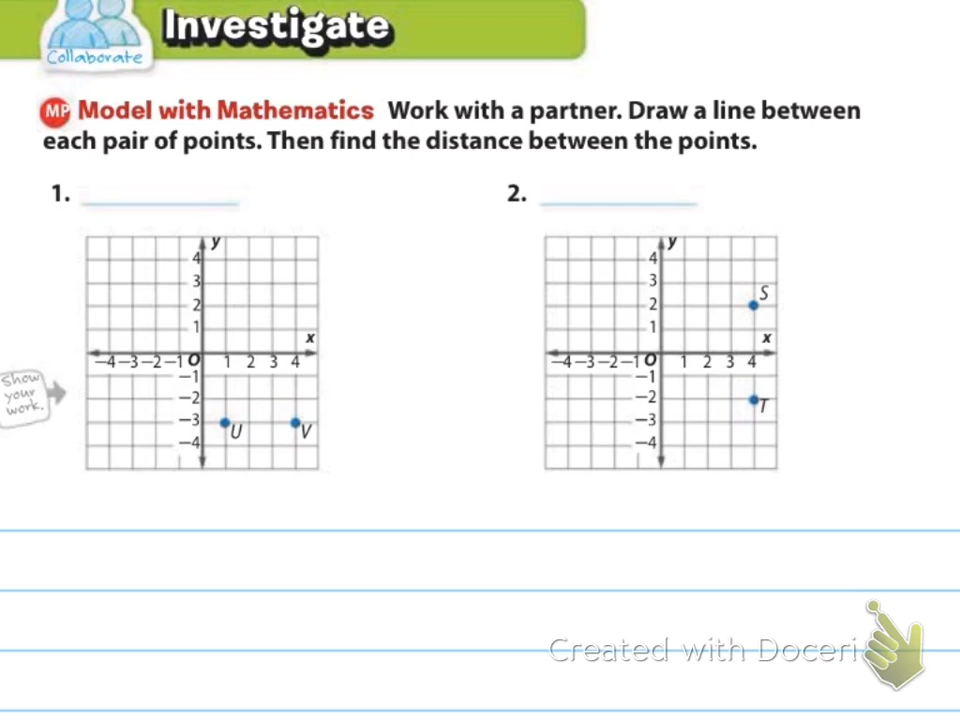 Collaborate
Investigate
MP Model with Mathematics Work with a partner. Draw a line between
each pair of points. Then find the distance between the points.
1.
2.
y
4
3
2
1
x
−4 −3 −2 −1 O 1 2 3 4
−1
−2
−3
−4
U
V
y
4
3
2
1
S
x
−4 −3 −2 −1 O 1 2 3 4
−1
−2
−3
−4
T
Show
your
work.
Created with Doceri